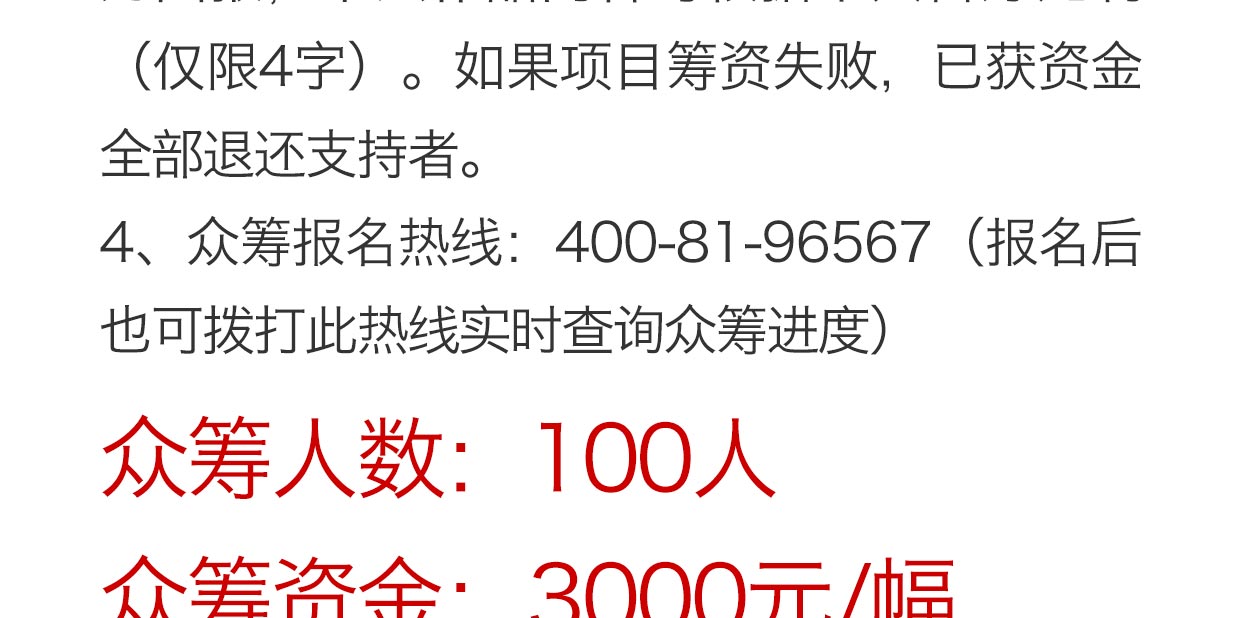 （仅限4字）。如果项目筹资失败，已获资金
全部退还支持者。
4、众筹报名热线：400-81-96567（报名后
也可拨打此热线实时查询众筹进度）
众筹人数：100人
众筹资金：3000元/幅